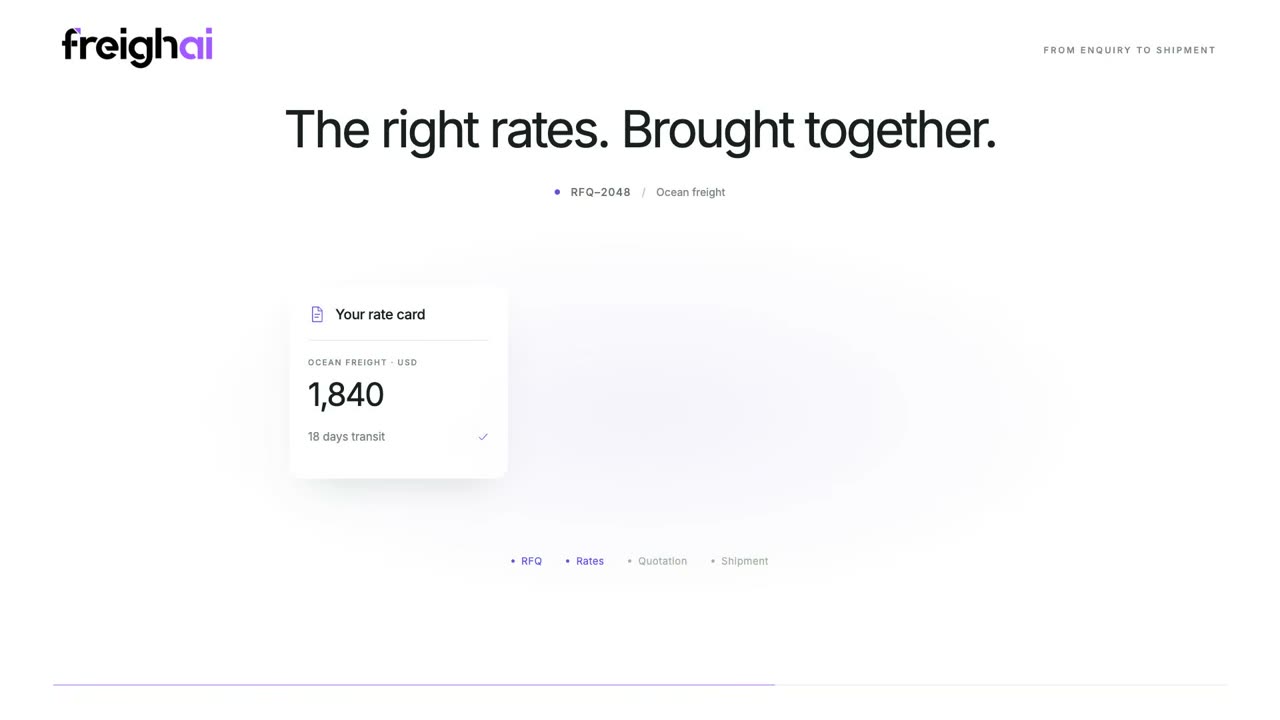 freighai
FROM ENQUIRY TO SHIPMENT
The right rates. Brought together.
RFQ–2048 / Ocean freight
Your rate card
OCEAN FREIGHT · USD
1,840
18 days transit
• RFQ • Rates • Quotation • Shipment